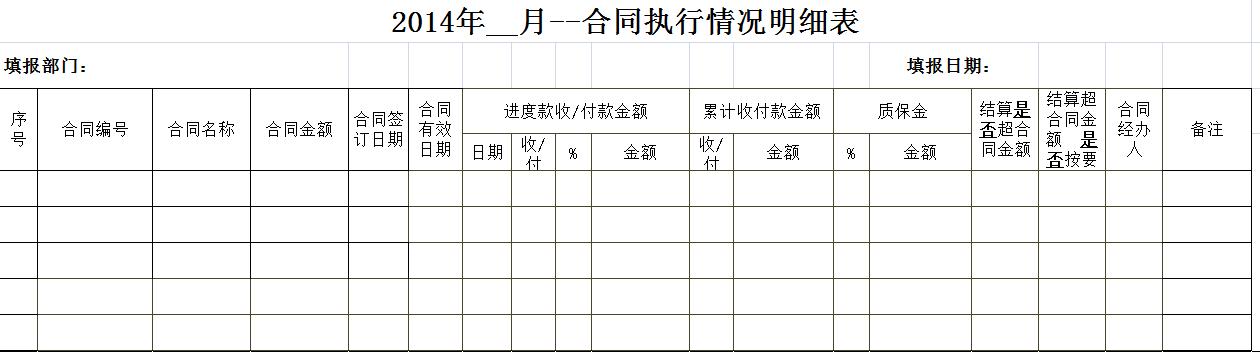 2014年__月--合同执行情况明细表
填报部门：
填报日期：
序号
合同编号
合同名称
合同金额
合同签
订日期
合同
有效
日期
进度款收/付款金额
累计收付款金额
质保金
结算是
否超合
同金额
结算超
合同金
额 是
否按要
合同
经办
人
备注
日期
收/
付
%
金额
收/
付
金额
%
金额